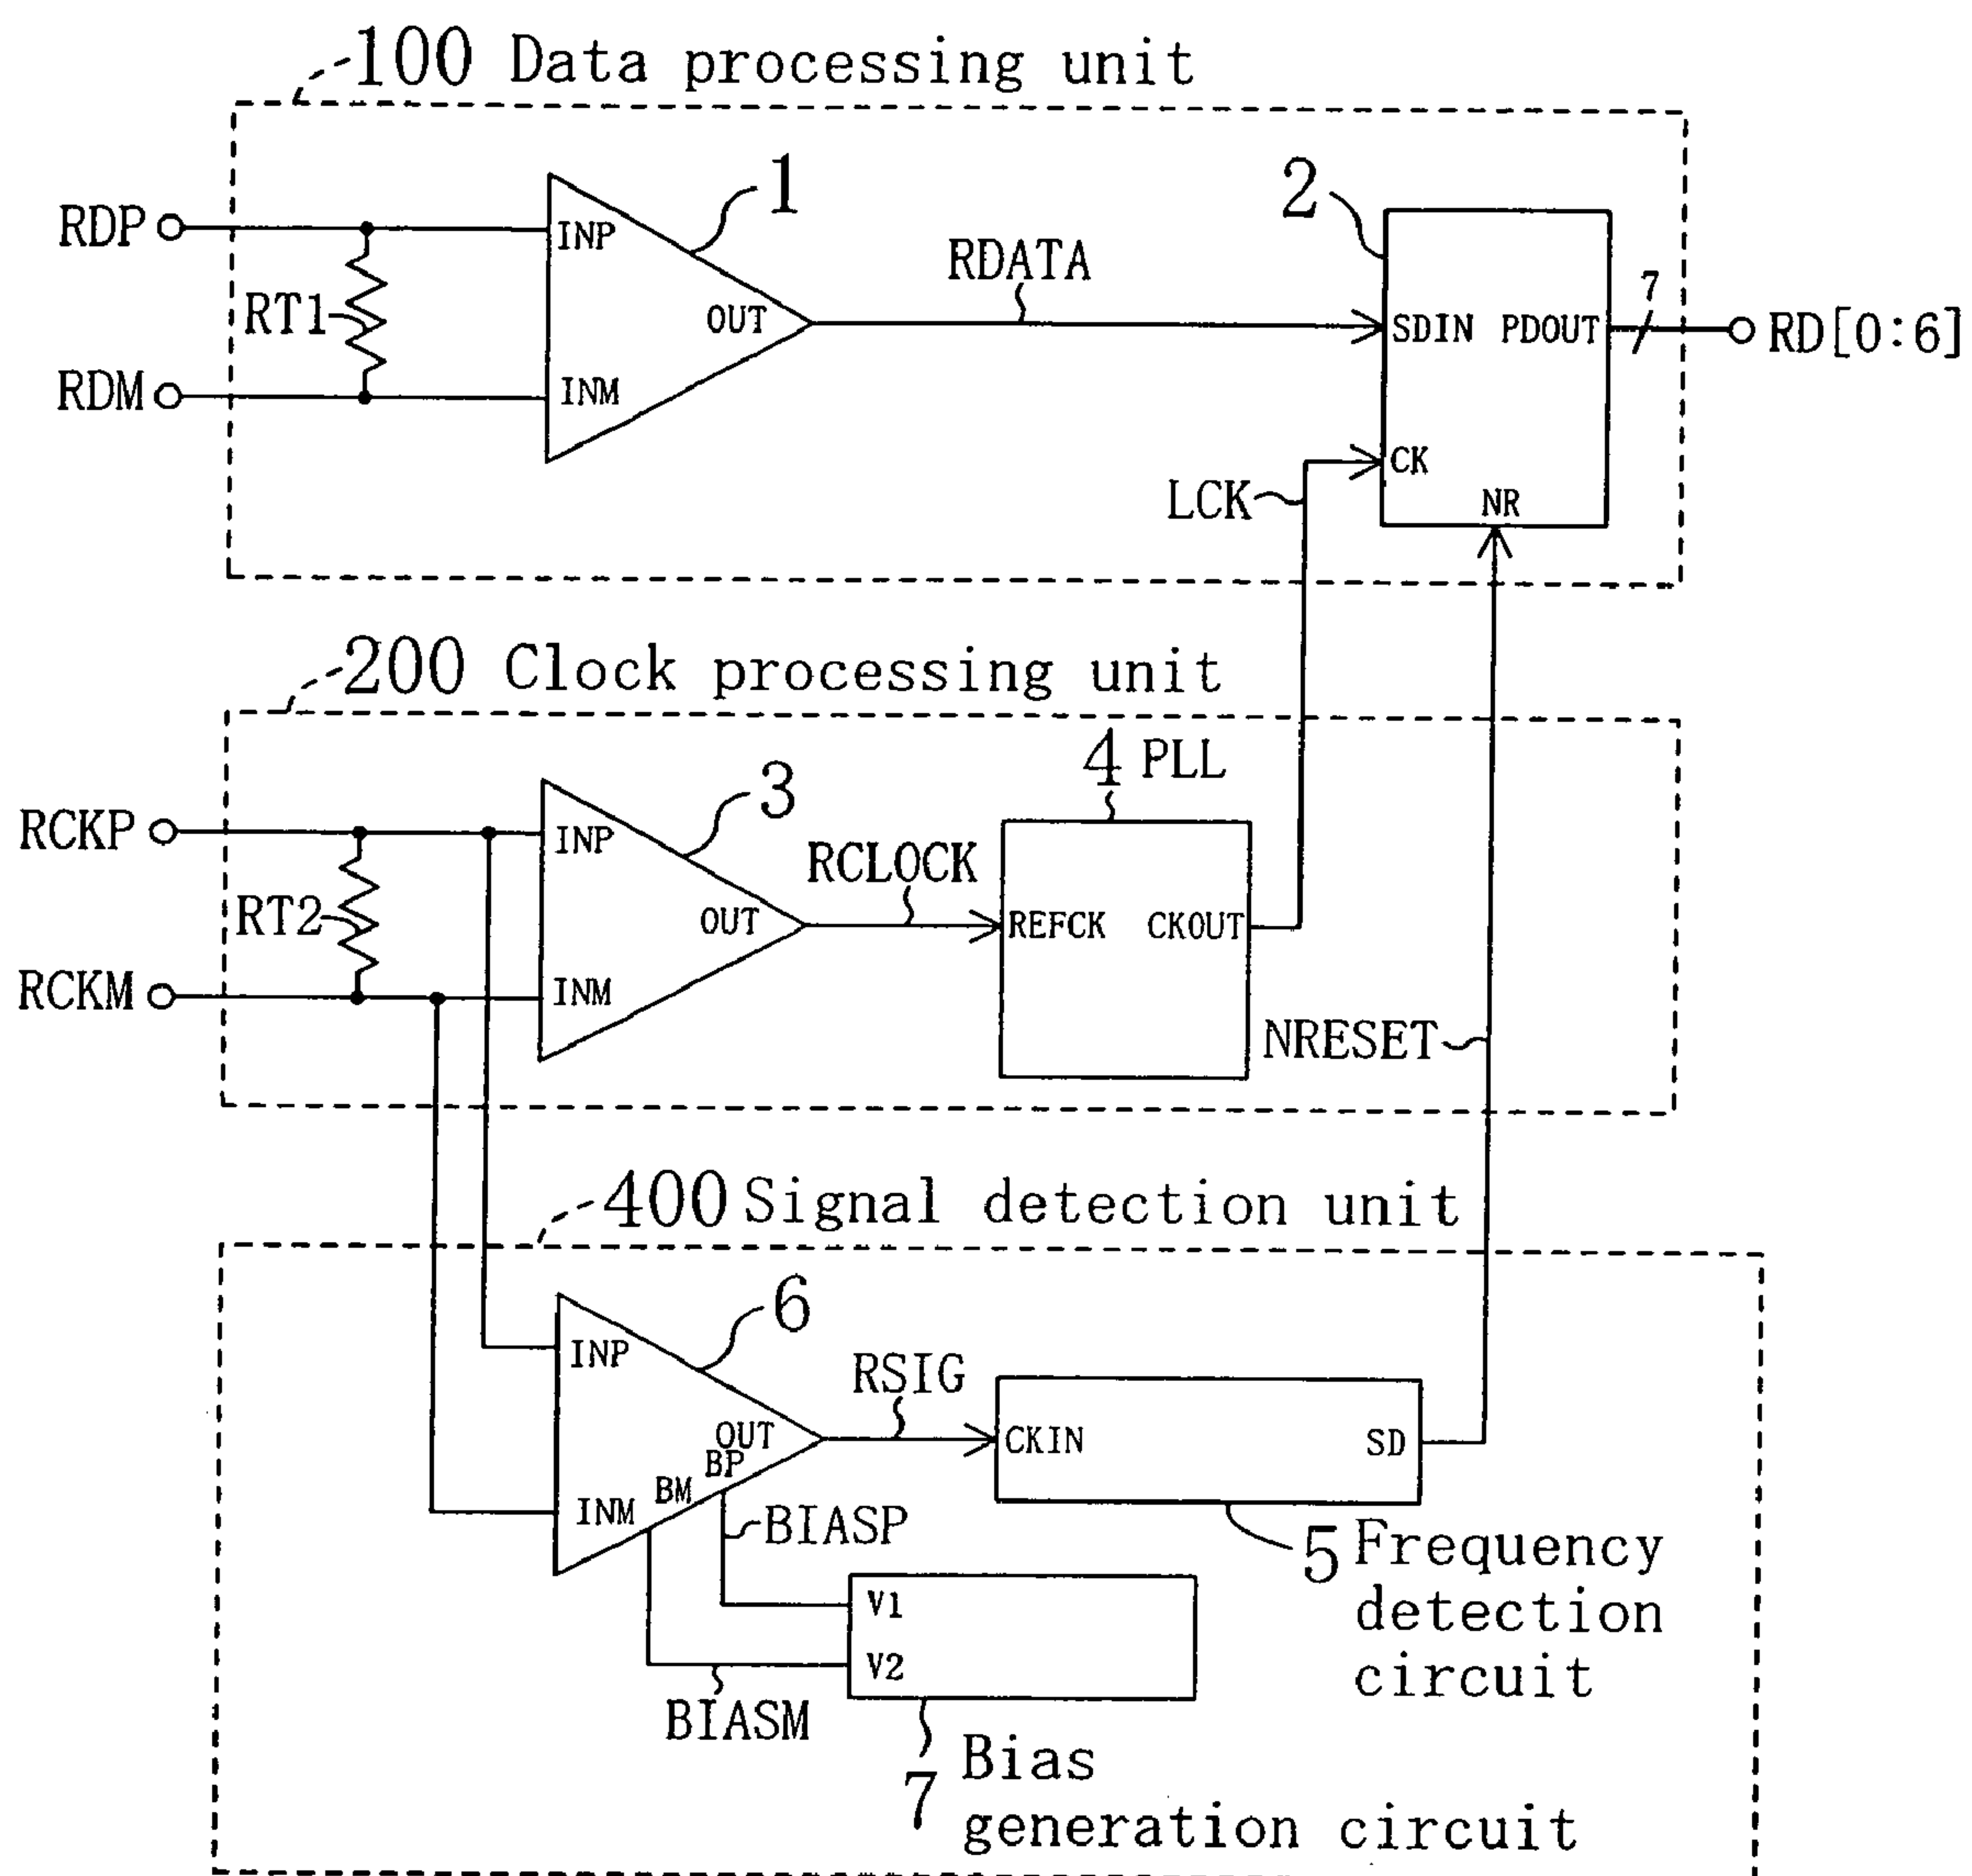 100 Data processing unit
1
2
RDP
INP
RDATA
7
RT1
OUT
SDIN PDOUT
RD[0:6]
RDM
INM
CK
LCK
NR
200 Clock processing unit
4 PLL
3
RCKP
INP
RCLOCK
RT2
OUT
REFCK CKOUT
RCKM
INM
NRESET
400 Signal detection unit
6
INP
RSIG
OUT
CKIN
SD
BP
BM
INM
BIASP
5 Frequency
detection
circuit
V1
V2
BIASM
7 Bias
generation circuit